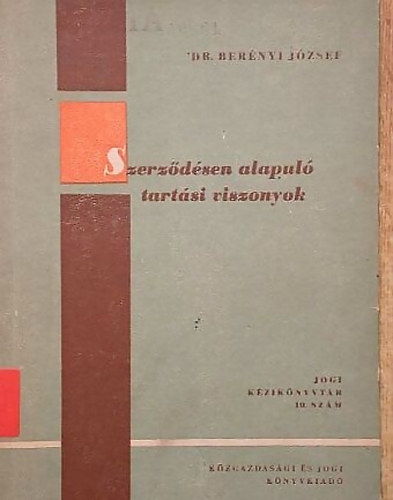 DR. BERÉNYI JÓZSEF
Szerződésen alapuló
tartási viszonyok
JOGI
KÉZIKÖNYVTÁR
10. SZÁM
KÖZGAZDASÁGI ÉS JOGI
KÖNYVKIADÓ